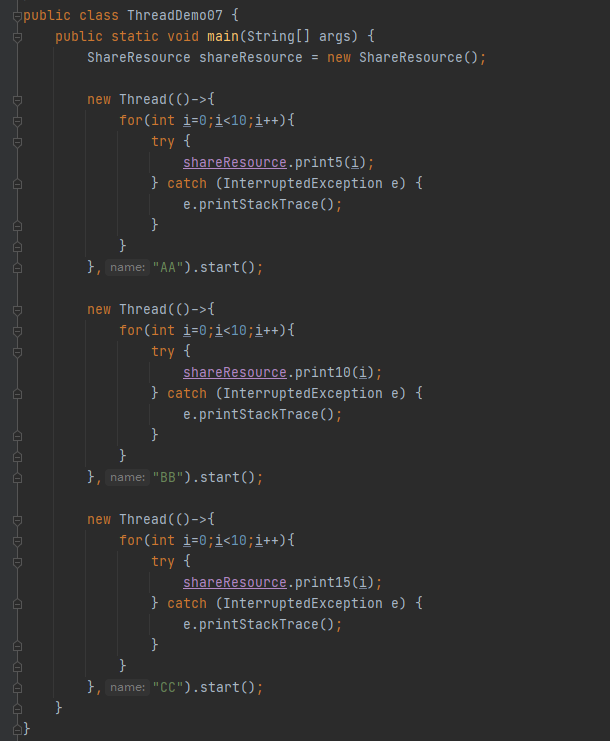 public class ThreadDemo07 {
    public static void main(String[] args) {
        ShareResource shareResource = new ShareResource();

        new Thread(()->{
            for(int i=0;i<10;i++){
                try {
                    shareResource.print5(i);
                } catch (InterruptedException e) {
                    e.printStackTrace();
                }
            }
        }, name: "AA").start();

        new Thread(()->{
            for(int i=0;i<10;i++){
                try {
                    shareResource.print10(i);
                } catch (InterruptedException e) {
                    e.printStackTrace();
                }
            }
        }, name: "BB").start();

        new Thread(()->{
            for(int i=0;i<10;i++){
                try {
                    shareResource.print15(i);
                } catch (InterruptedException e) {
                    e.printStackTrace();
                }
            }
        }, name: "CC").start();
    }
}